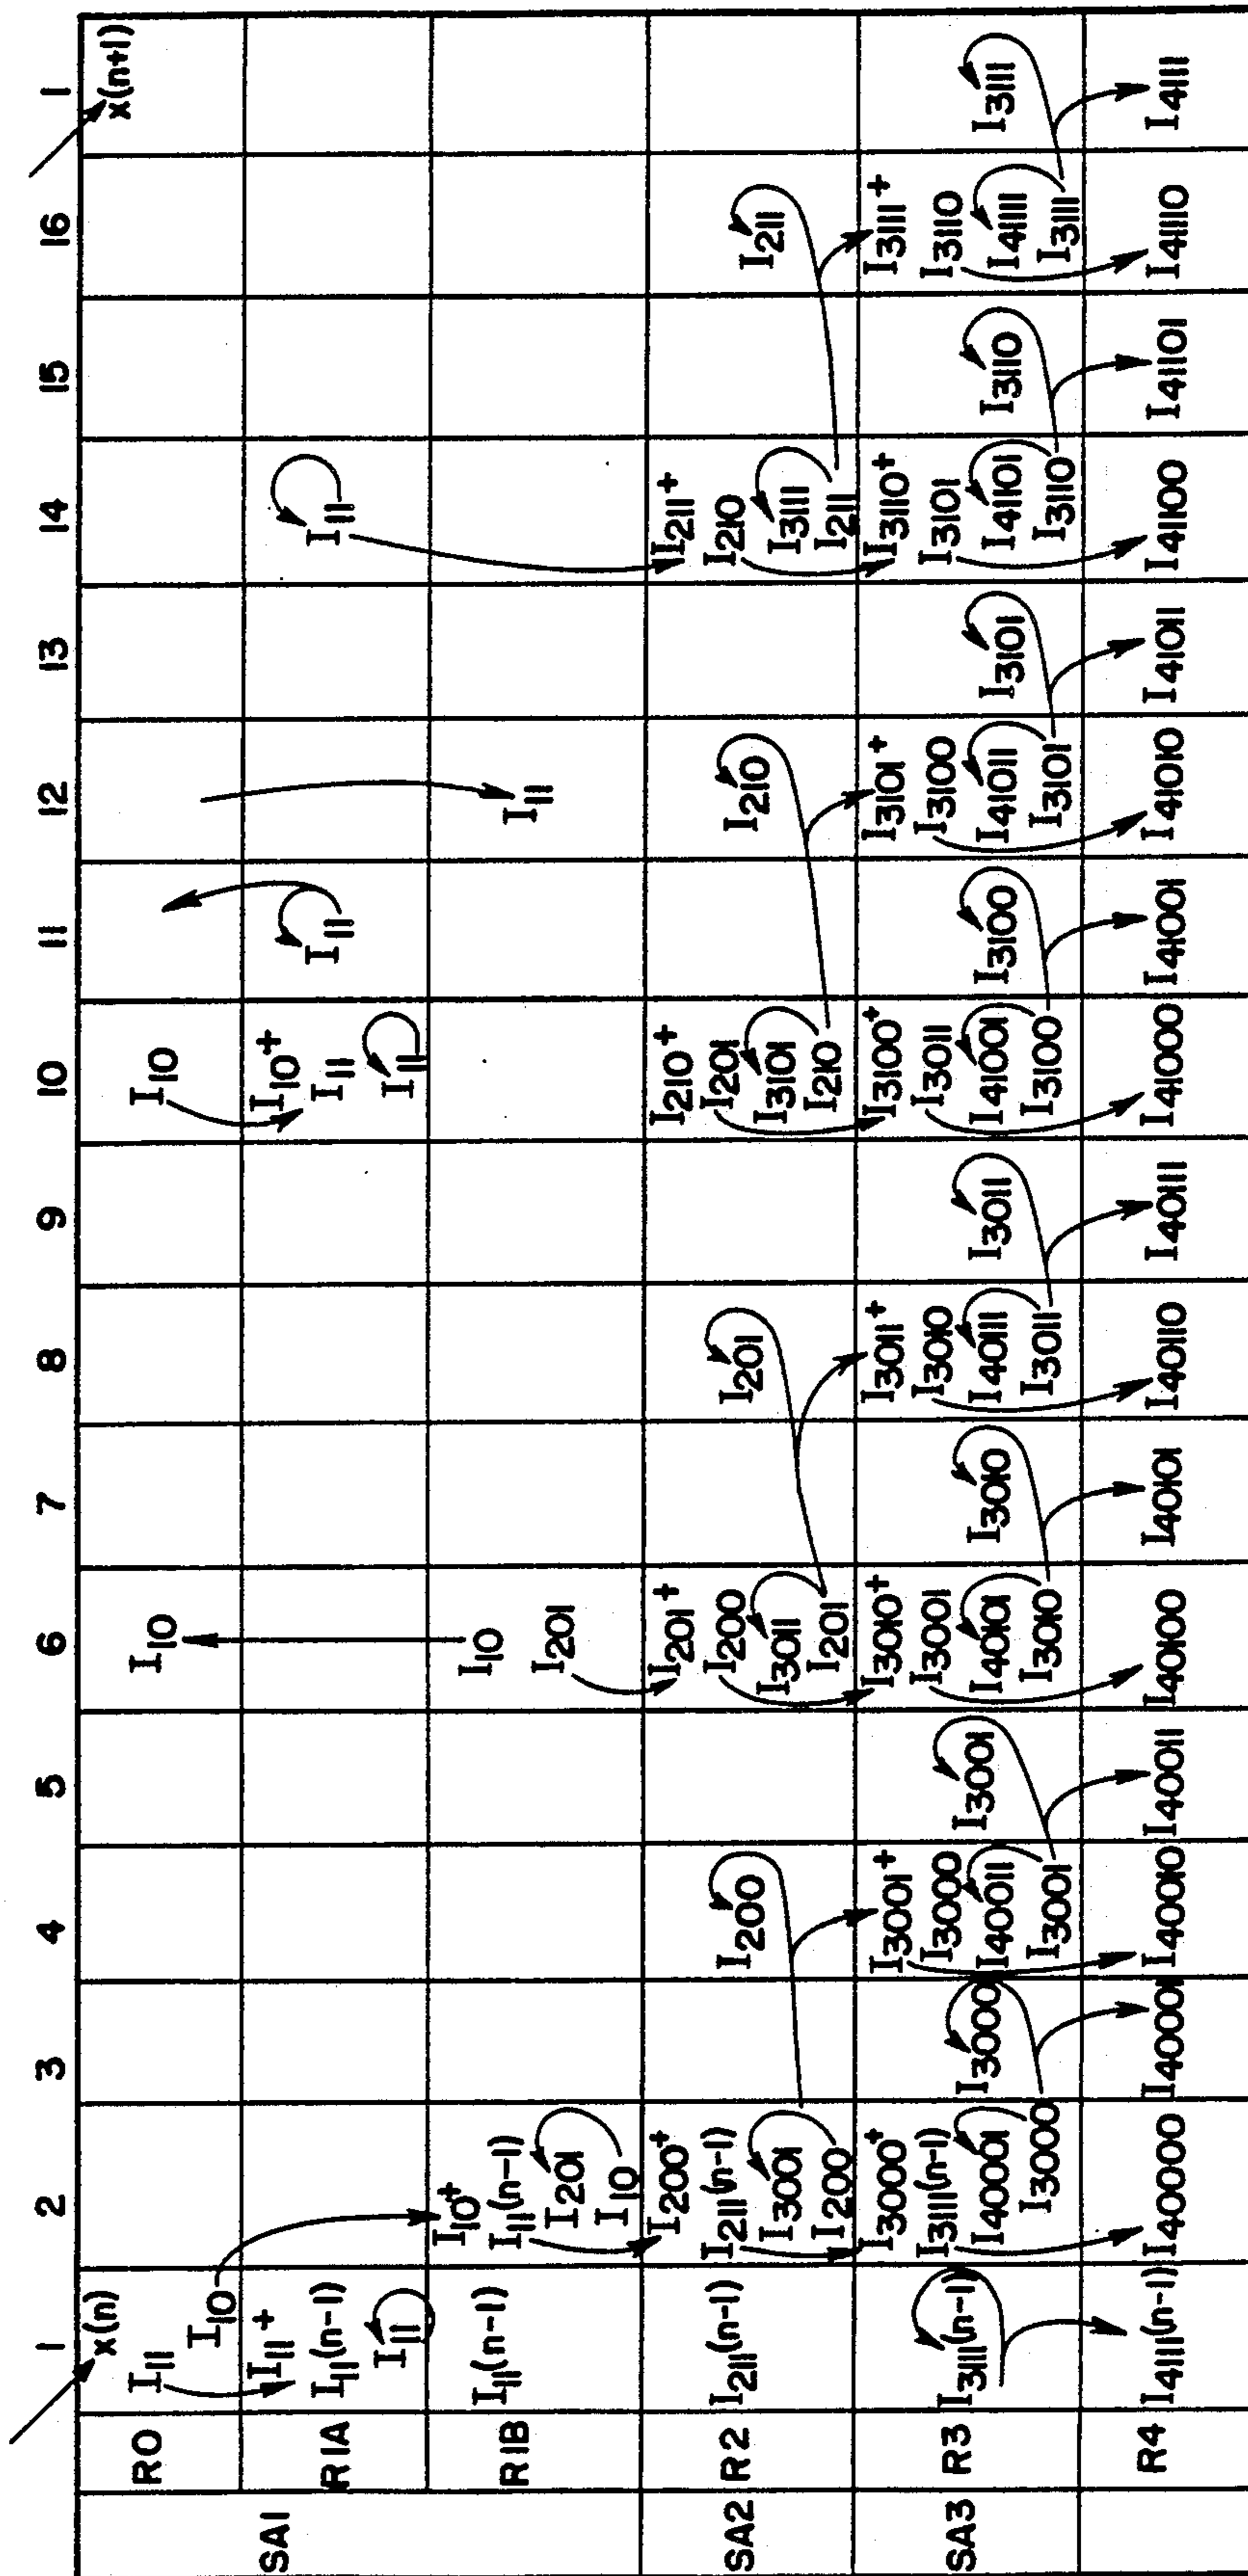 1 2 3 4 5 6 7 8 9 10 11 12 13 14 15 16 1
SA1
R0
x(n)
I11
I10
I10
I10
x(n+1)
R1A
I11+
I11(n-1)
I11
I10+
I11
I11
I11
I11
R1B
I11(n-1)
I10+
I11(n-1)
I201
I10
I10
I201
I11
SA2 R2
I211(n-1)
I200+
I211(n-1)
I3001
I200
I200
I201+
I200
I3011
I201
I201
I210+
I201
I3101
I210
I210
I211+
I210
I3111
I211
I211
SA3 R3
I3111(n-1)
I3000+
I3111(n-1)
I40001
I3000
I3000
I3001+
I3000
I40011
I3001
I3001
I3010+
I3001
I40101
I3010
I3010
I3011+
I3010
I40111
I3011
I3011
I3100+
I3011
I41001
I3100
I3100
I3101+
I3100
I41011
I3101
I3101
I3110+
I3101
I41101
I3110
I3110
I3111+
I3110
I41111
I3111
I3111
R4
I41111(n-1)
I40000
I40001
I40010
I40011
I40100
I40101
I40110
I40111
I41000
I41001
I41010
I41011
I41100
I41101
I41110
I41111